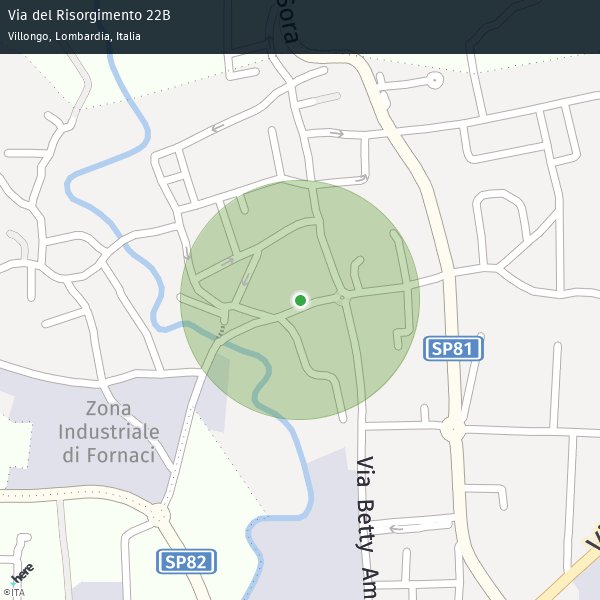 Via del Risorgimento 22B
Villongo, Lombardia, Italia
Sora
SP81
Zona
Industriale
di Fornaci
Via Betty Am
SP82
Vi
here
©ITA